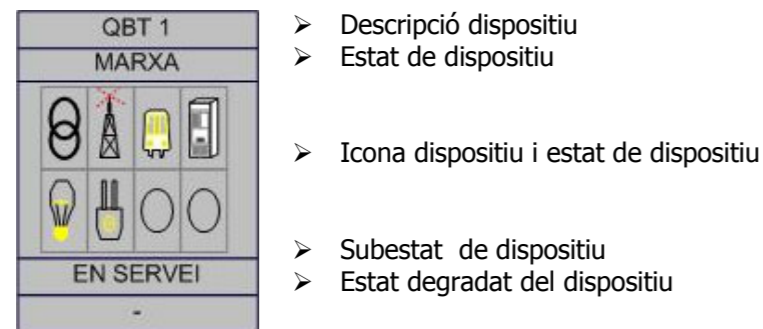 QBT 1
MARXA
EN SERVEI
-
➢ Descripció dispositiu
➢ Estat de dispositiu
➢ Icona dispositiu i estat de dispositiu
➢ Subestat de dispositiu
➢ Estat degradat del dispositiu